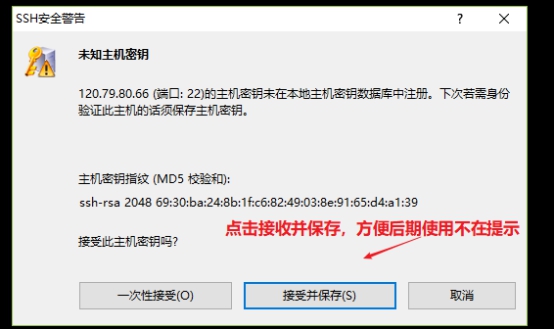 SSH安全警告
未知主机密钥
120.79.80.66 (端口: 22)的主机密钥未在本地主机密钥数据库中注册。下次若需身份
验证此主机的话须保存主机密钥。
主机密钥指纹 (MD5 校验和):
ssh-rsa 2048 69:30:ba:24:8b:1f:c6:82:49:03:8e:91:65:d4:a1:39
点击接收并保存，方便后期使用不在提示
接受此主机密钥吗?
一次性接受(O)
接受并保存(S)
取消